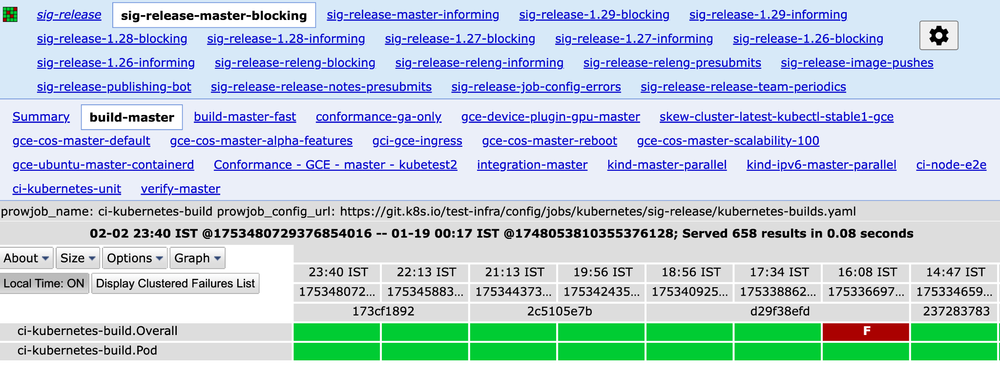 sig-release sig-release-master-blocking sig-release-master-informing sig-release-1.29-blocking sig-release-1.29-informing
sig-release-1.28-blocking sig-release-1.28-informing sig-release-1.27-blocking sig-release-1.27-informing sig-release-1.26-blocking
sig-release-1.26-informing sig-release-releng-blocking sig-release-releng-informing sig-release-releng-presubmits sig-release-image-pushes
sig-release-publishing-bot sig-release-release-notes-presubmits sig-release-job-config-errors sig-release-release-team-periodics
Summary build-master build-master-fast conformance-ga-only gce-device-plugin-gpu-master skew-cluster-latest-kubectl-stable1-gce
gce-cos-master-default gce-cos-master-alpha-features gci-gce-ingress gce-cos-master-reboot gce-cos-master-scalability-100
gce-ubuntu-master-containerd Conformance - GCE - master - kubetest2 integration-master kind-master-parallel kind-ipv6-master-parallel ci-node-e2e
ci-kubernetes-unit verify-master
prowjob_name: ci-kubernetes-build prowjob_config_url: https://git.k8s.io/test-infra/config/jobs/kubernetes/sig-release/kubernetes-builds.yaml
02-02 23:40 IST @1753480729376854016 -- 01-19 00:17 IST @1748053810355376128; Served 658 results in 0.08 seconds
About Size Options Graph
Local Time: ON Display Clustered Failures List
23:40 IST 22:13 IST 21:13 IST 19:56 IST 18:56 IST 17:34 IST 16:08 IST 14:47 IST
175348072... 175345883... 175344373... 175342435... 175340925... 175338862... 175336697... 175334659...
173cf1892 2c5105e7b d29f38efd 237283783
ci-kubernetes-build.Overall F
ci-kubernetes-build.Pod